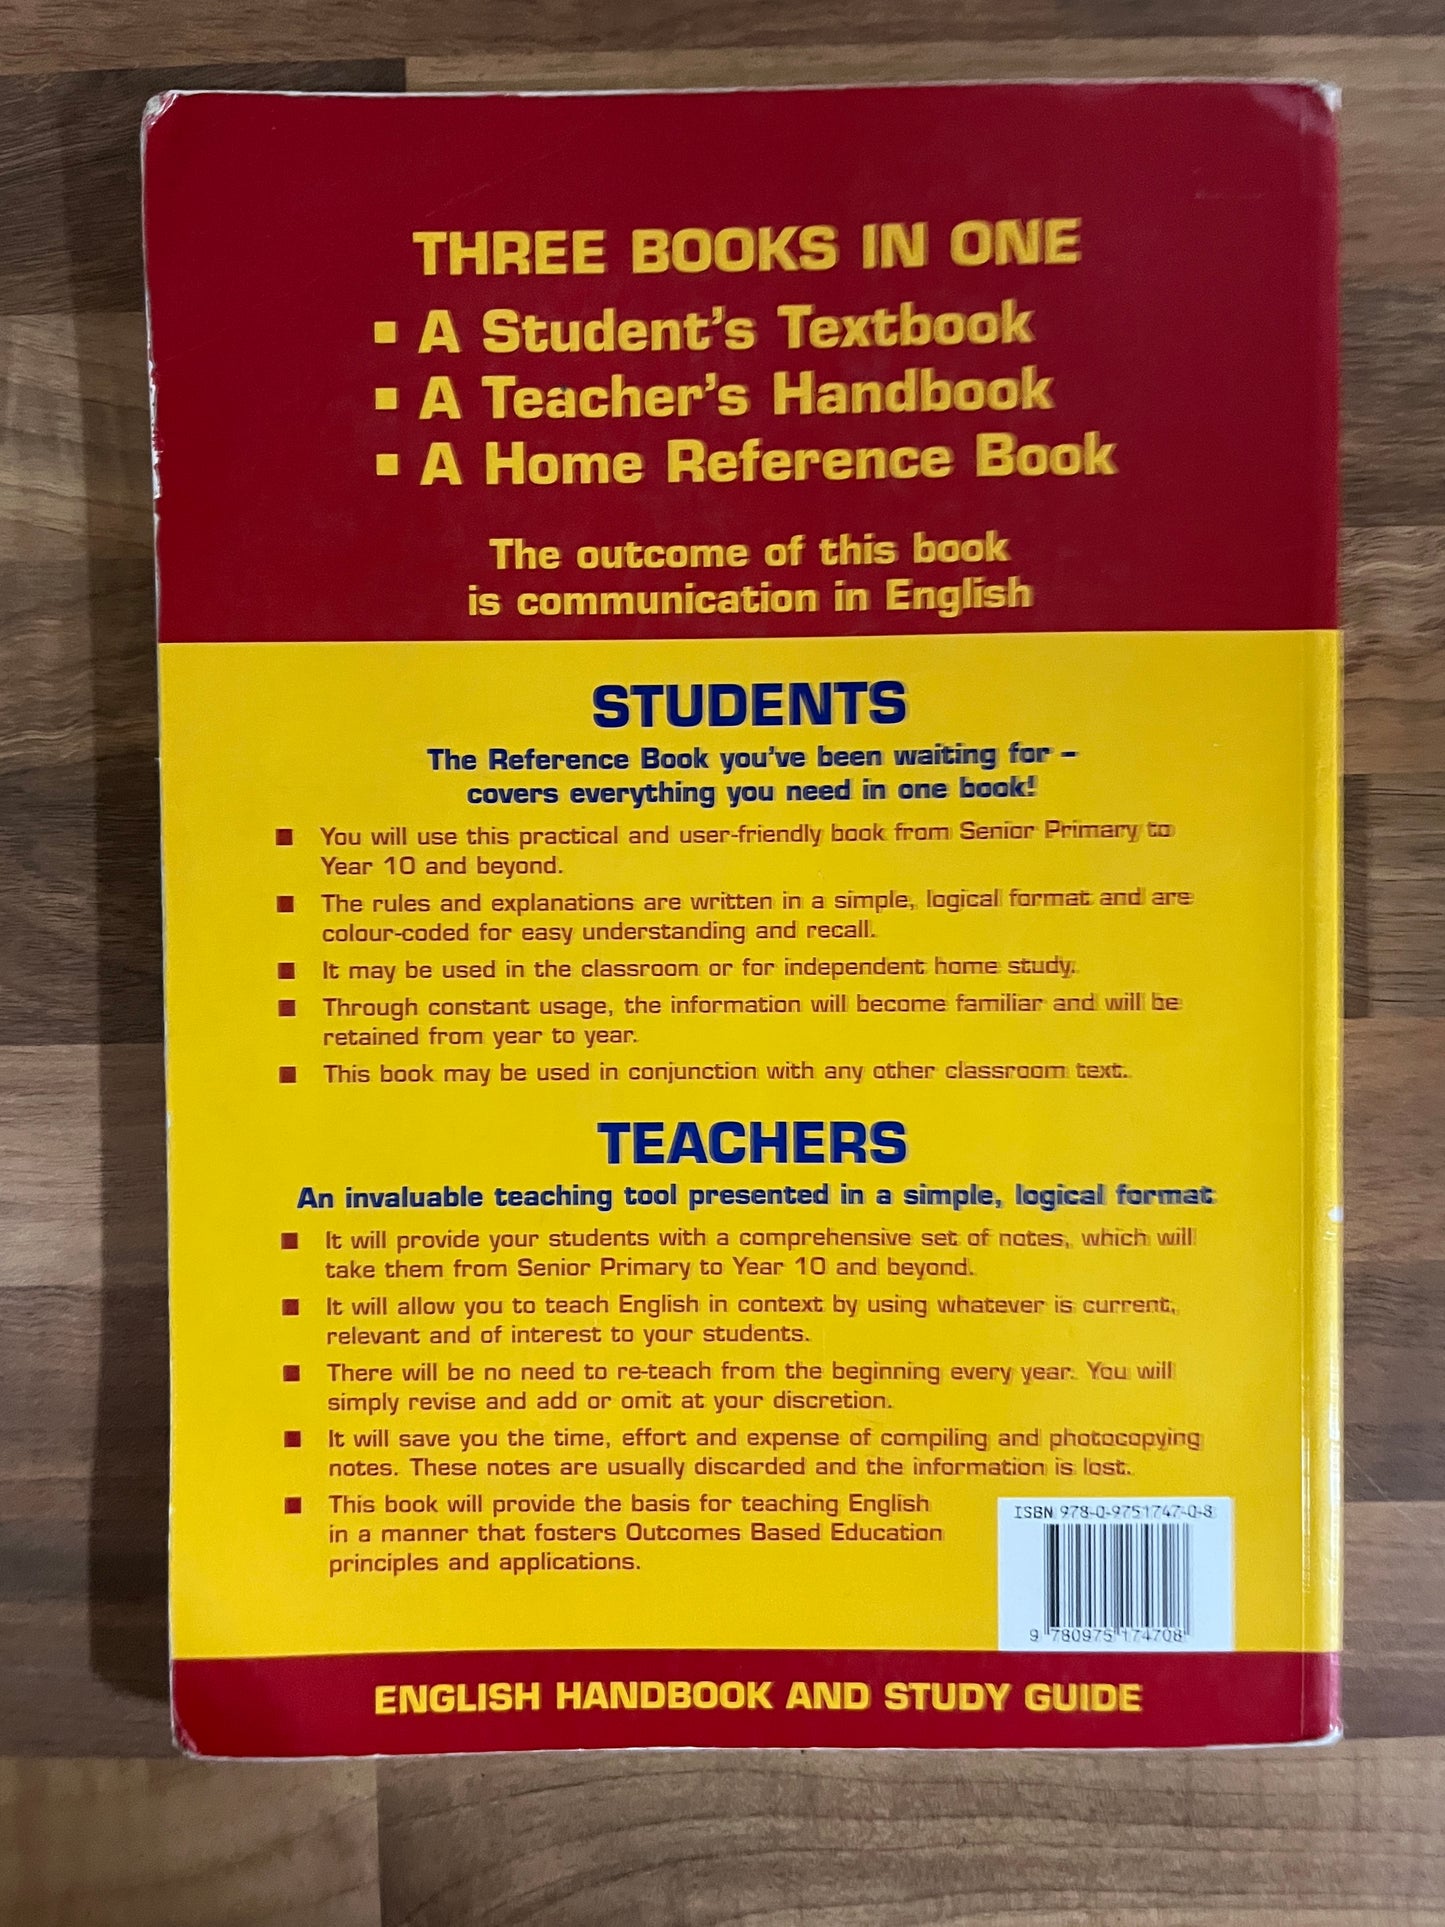 THREE BOOKS IN ONE
▪ A Student's Textbook
▪ A Teacher's Handbook
▪ A Home Reference Book
The outcome of this book
is communication in English
STUDENTS
The Reference Book you've been waiting for –
covers everything you need in one book!
▪ You will use this practical and user-friendly book from Senior Primary to
Year 10 and beyond.
▪ The rules and explanations are written in a simple, logical format and are
colour-coded for easy understanding and recall.
▪ It may be used in the classroom or for independent home study.
▪ Through constant usage, the information will become familiar and will be
retained from year to year.
▪ This book may be used in conjunction with any other classroom text.
TEACHERS
An invaluable teaching tool presented in a simple, logical format
▪ It will provide your students with a comprehensive set of notes, which will
take them from Senior Primary to Year 10 and beyond.
▪ It will allow you to teach English in context by using whatever is current,
relevant and of interest to your students.
▪ There will be no need to re-teach from the beginning every year. You will
simply revise and add or omit at your discretion.
▪ It will save you the time, effort and expense of compiling and photocopying
notes. These notes are usually discarded and the information is lost.
▪ This book will provide the basis for teaching English
in a manner that fosters Outcomes Based Education
principles and applications.
ISBN 978-0-9751747-0-8
9 780975 174708
ENGLISH HANDBOOK AND STUDY GUIDE